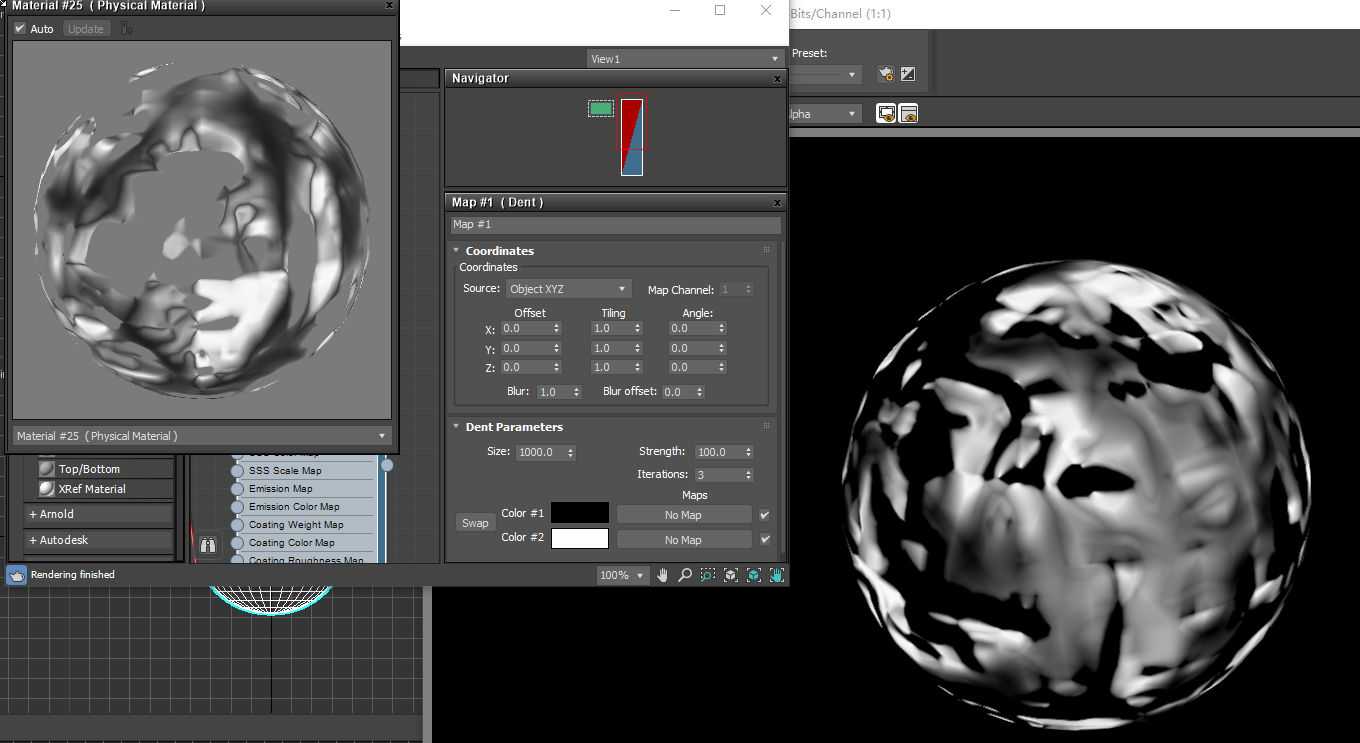 Material #25 ( Physical Material )
x
Auto
Update
Bits/Channel (1:1)
View1
Preset:
Navigator
x
lpha
Map #1 ( Dent )
x
Map #1
Coordinates
Coordinates
Source:
Object XYZ
Map Channel:
1
Offset
Tiling
Angle:
X:
0.0
1.0
0.0
Y:
0.0
1.0
0.0
Z:
0.0
1.0
0.0
Blur:
1.0
Blur offset:
0.0
Dent Parameters
Size:
1000.0
Strength:
100.0
Iterations:
3
Maps
Swap
Color #1
No Map
Color #2
No Map
Material #25 ( Physical Material )
SSS Color Map
Top/Bottom
SSS Scale Map
XRef Material
Emission Map
Emission Color Map
+ Arnold
Coating Weight Map
+ Autodesk
Coating Color Map
Coating Roughness Map
Rendering finished
100%